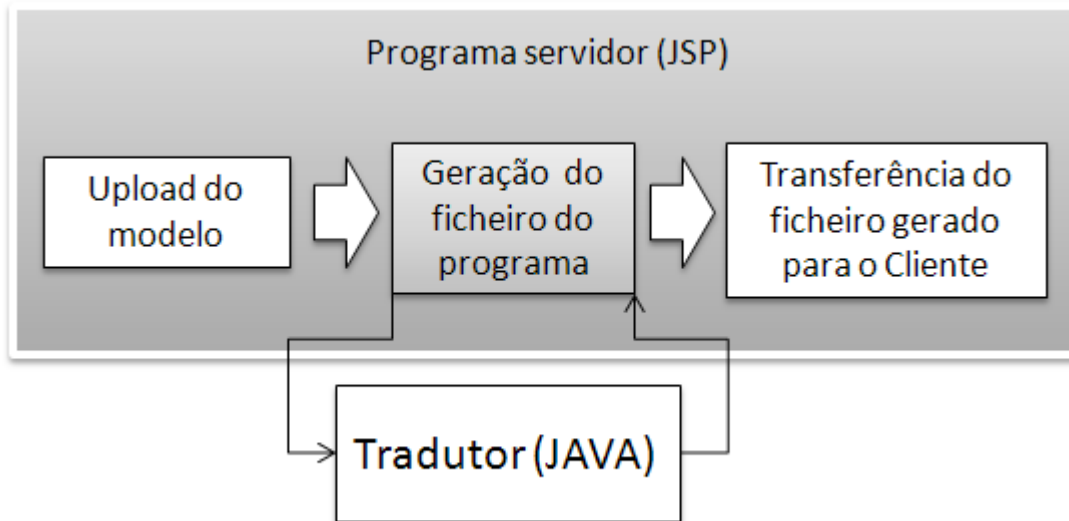 Programa servidor (JSP)
Upload do
modelo
Geração do
ficheiro do
programa
Transferência do
ficheiro gerado
para o Cliente
Tradutor (JAVA)